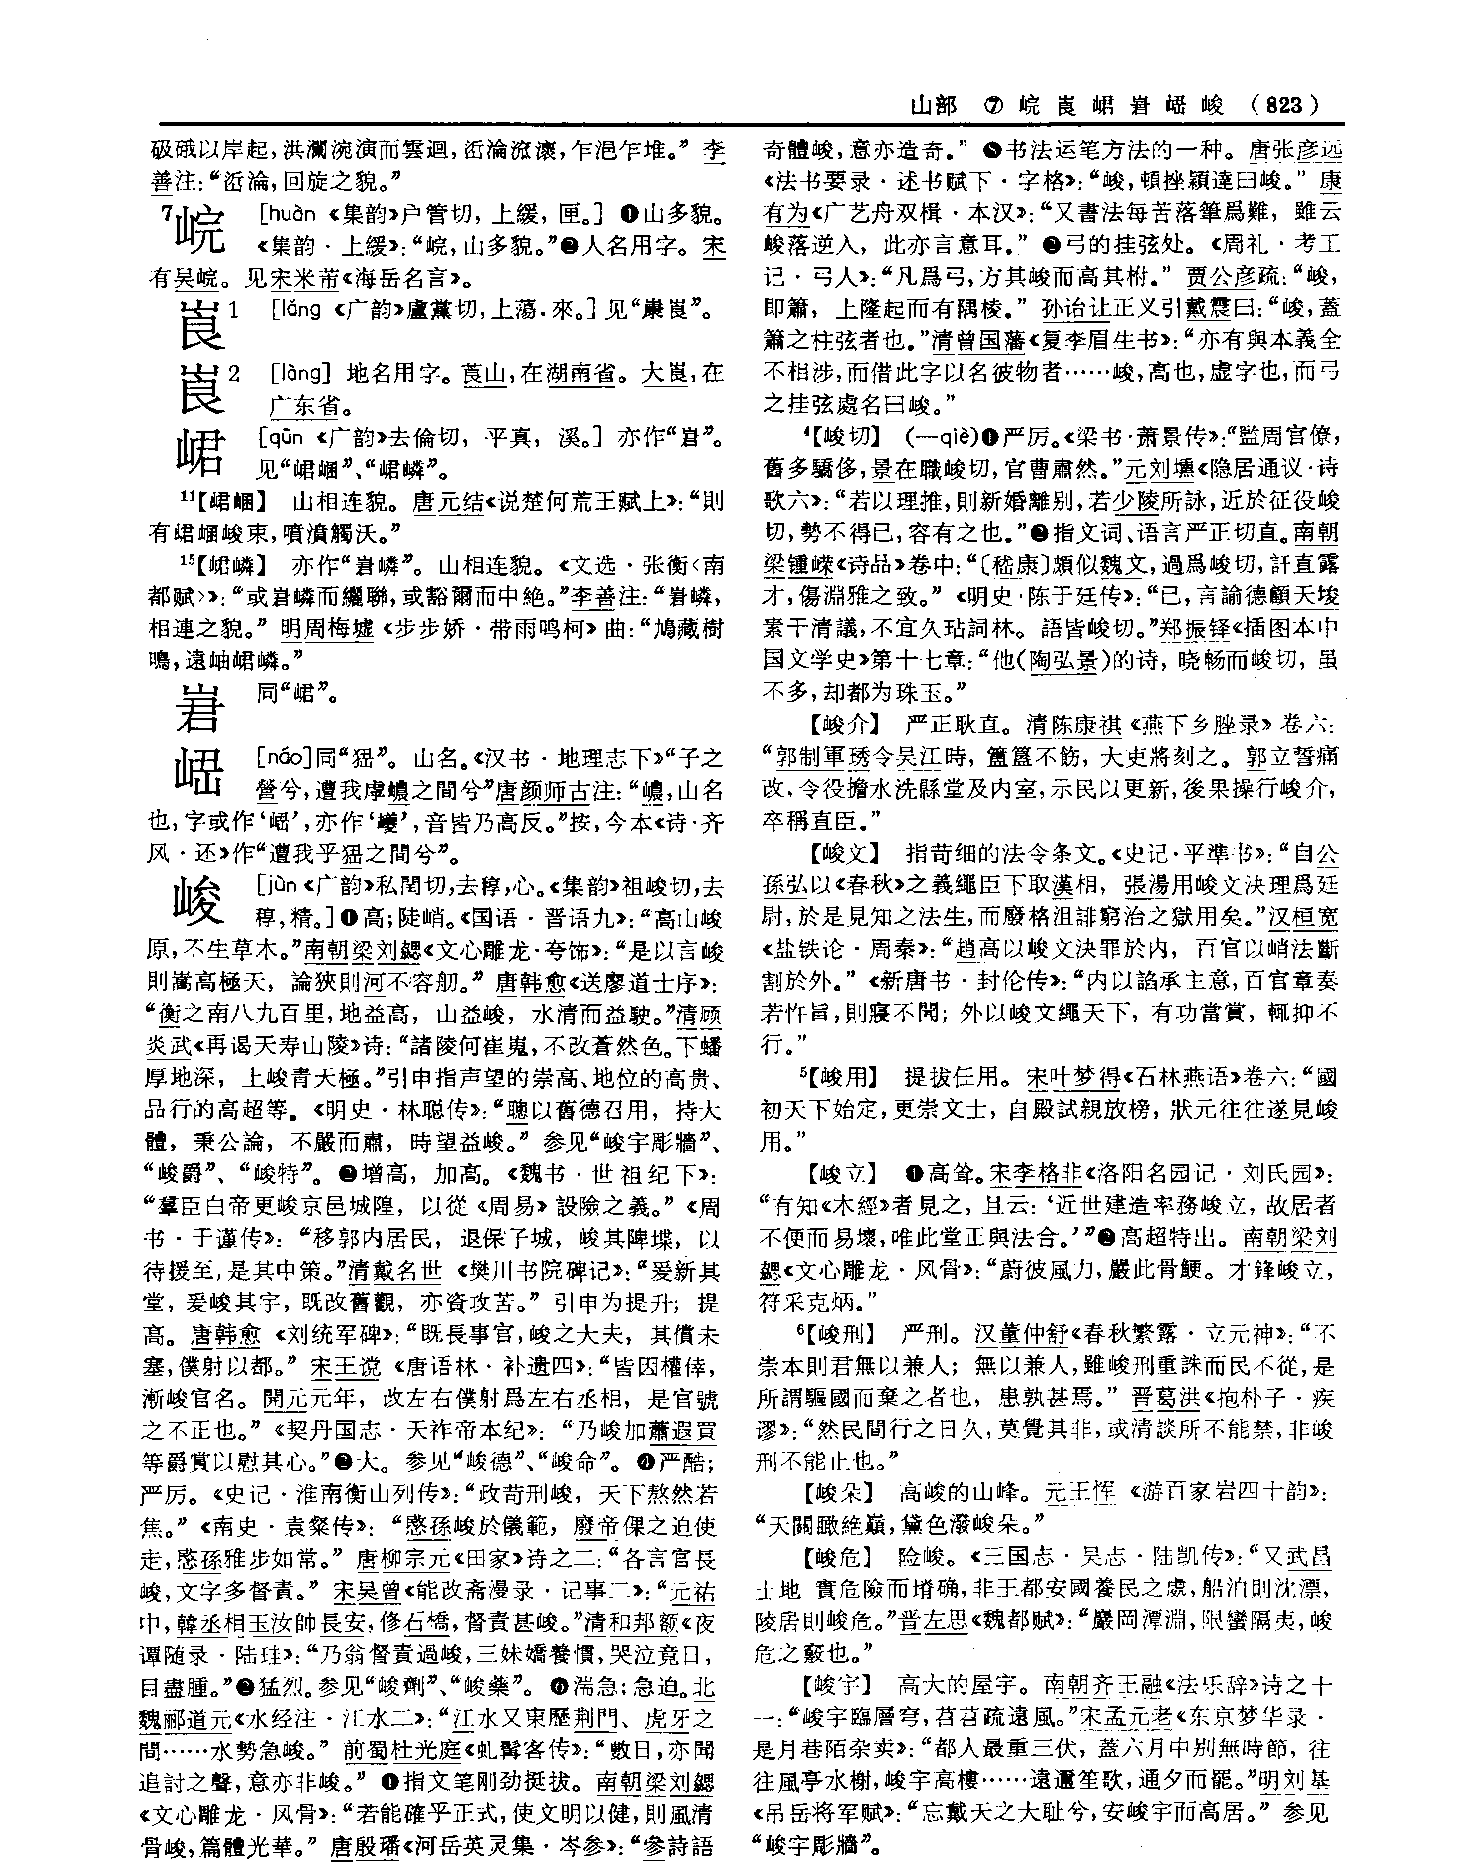 山部 ⑦ 峴 崀 峮 峕 峱 峻 (823)
砐硪以岸起,洪瀾涴演而雲迴,㳌淪溛瀤,乍浥乍堆。”李
善注:“㳌淪,回旋之貌。”
7峘 [huàn《集韵》户管切,上緩,匣。]❶山多貌。
《集韵·上緩》:“峘,山多貌。”❷人名用字。宋
有吴峘。见宋米芾《海岳名言》。
崀1 [lǎng《广韵》盧黨切,上蕩,來。]见“㝩崀”。
崀2 [làng]地名用字。莨山,在湖南省。大崀,在
广东省。
峮 [qūn《广韵》去倫切,平真,溪。]亦作“峕”。
见“峮崓”、“峮嶙”。
11【峮崓】 山相连貌。唐元结《说楚何荒王赋上》:“則
有峮崓峻束,噴濆觸沃。”
15【峮嶙】 亦作“峕嶙”。山相连貌。《文选·张衡〈南
都赋〉》:“或峕嶙而纚聯,或豁爾而中絶。”李善注:“峕嶙,
相連之貌。”明周梅墟《步步娇·带雨鸣柯》曲:“鳩藏樹
鳴,遠岫峮嶙。”
峕 同“峮”。
峱 [náo]同“猺”。山名。《汉书·地理志下》“子之
營兮,遭我虖嶩之間兮”唐颜师古注:“嶩,山名
也,字或作‘峱’,亦作‘巎’,音皆乃高反。”按,今本《诗·齐
风·还》作“遭我乎峱之間兮”。
峻 [jùn《广韵》私閏切,去稕,心。《集韵》祖峻切,去
稕,精。]❶高;陡峭。《国语·晋语九》:“高山峻
原,不生草木。”南朝梁刘勰《文心雕龙·夸饰》:“是以言峻
則嵩高極天,論狹則河不容舠。”唐韩愈《送廖道士序》:
“衡之南八九百里,地益高,山益峻,水清而益駛。”清顾
炎武《再谒天寿山陵》诗:“諸陵何崔嵬,不改蒼然色。下蟠
厚地深,上峻青天極。”引申指声望的崇高、地位的高贵、
品行的高超等。《明史·林聪传》:“聰以舊德召用,持大
體,秉公論,不嚴而肅,時望益峻。”参见“峻宇彫牆”、
“峻爵”、“峻特”。❷增高,加高。《魏书·世祖纪下》:
“羣臣白帝更峻京邑城隍,以從《周易》設險之義。”《周
书·于谨传》:“移郭内居民,退保子城,峻其陴堞,以
待援至,是其中策。”清戴名世《樊川书院碑记》:“爰新其
堂,爰峻其宇,既改舊觀,亦資攻苦。”引申为提升;提
高。唐韩愈《刘统军碑》:“既長事官,峻之大夫,其償未
塞,僕射以都。”宋王谠《唐语林·补遗四》:“皆因權倖,
漸峻官名。開元元年,改左右僕射爲左右丞相,是官號
之不正也。”《契丹国志·天祚帝本纪》:“乃峻加蕭遐買
等爵賞以慰其心。”❸大。参见“峻德”、“峻命”。❹严酷;
严厉。《史记·淮南衡山列传》:“政苛刑峻,天下熬然若
焦。”《南史·袁粲传》:“愍孫峻於儀範,廢帝倮之迫使
走,愍孫雅步如常。”唐柳宗元《田家》诗之二:“各言官長
峻,文字多督責。”宋吴曾《能改斋漫录·记事二》:“元祐
中,韓丞相玉汝帥長安,修石橋,督責甚峻。”清和邦额《夜
谭随录·陆珪》:“乃翁督責過峻,三妹嬌養慣,哭泣竟日,
目盡腫。”❺猛烈。参见“峻劑”、“峻藥”。❻湍急;急迫。北
魏郦道元《水经注·江水二》:“江水又東歷荆門、虎牙之
間……水勢急峻。”前蜀杜光庭《虬髯客传》:“數日,亦聞
追討之聲,意亦非峻。”❼指文笔刚劲挺拔。南朝梁刘勰
《文心雕龙·风骨》:“若能確乎正式,使文明以健,則風清
骨峻,篇體光華。”唐殷璠《河岳英灵集·岑参》:“參詩語
奇體峻,意亦造奇。”❽书法运笔方法的一种。唐张彦远
《法书要录·述书赋下·字格》:“峻,頓挫穎達曰峻。”康
有为《广艺舟双楫·本汉》:“又書法每苦落筆爲難,雖云
峻落逆入,此亦言意耳。”❾弓的挂弦处。《周礼·考工
记·弓人》:“凡爲弓,方其峻而高其柎。”贾公彦疏:“峻,
即簫,上隆起而有隅棱。”孙诒让正义引戴震曰:“峻,蓋
簫之柱弦者也。”清曾国藩《复李眉生书》:“亦有與本義全
不相涉,而借此字以名彼物者……峻,高也,虚字也,而弓
之挂弦處名曰峻。”
4【峻切】 (—qiè)❶严厉。《梁书·萧景传》:“監周官僚,
舊多驕侈,景在職峻切,官曹肅然。”元刘壎《隐居通议·诗
歌六》:“若以理推,則新婚離别,若少陵所詠,近於征役峻
切,勢不得已,容有之也。”❷指文词、语言严正切直。南朝
梁锺嵘《诗品》卷中:“〔嵇康〕頗似魏文,過爲峻切,訐直露
才,傷淵雅之致。”《明史·陈于廷传》:“已,言諭德顧天埈
素干清議,不宜久玷詞林。語皆峻切。”郑振铎《插图本中
国文学史》第十七章:“他(陶弘景)的诗,晓畅而峻切,虽
不多,却都为珠玉。”
【峻介】 严正耿直。清陈康祺《燕下乡脞录》卷六:
“郭制軍琇令吴江時,簠簋不飭,大吏將刻之。郭立誓痛
改,令役擔水洗縣堂及内室,示民以更新,後果操行峻介,
卒稱直臣。”
【峻文】 指苛细的法令条文。《史记·平準书》:“自公
孫弘以《春秋》之義繩臣下取漢相,張湯用峻文決理爲廷
尉,於是見知之法生,而廢格沮誹窮治之獄用矣。”汉桓宽
《盐铁论·周秦》:“趙高以峻文決罪於内,百官以峭法斷
割於外。”《新唐书·封伦传》:“内以諂承主意,百官章奏
若忤旨,則寢不聞;外以峻文繩天下,有功當賞,輒抑不
行。”
5【峻用】 提拔任用。宋叶梦得《石林燕语》卷六:“國
初天下始定,更崇文士,自殿試親放榜,狀元往往遂見峻
用。”
【峻立】 ❶高耸。宋李格非《洛阳名园记·刘氏园》:
“有知《木經》者見之,且云:‘近世建造率務峻立,故居者
不便而易壞,唯此堂正與法合。’”❷高超特出。南朝梁刘
勰《文心雕龙·风骨》:“蔚彼風力,嚴此骨鯁。才鋒峻立,
符采克炳。”
6【峻刑】 严刑。汉董仲舒《春秋繁露·立元神》:“不
崇本則君無以兼人;無以兼人,雖峻刑重誅而民不從,是
所謂驅國而棄之者也,患孰甚焉。”晋葛洪《抱朴子·疾
谬》:“然民間行之日久,莫覺其非,或清談所不能禁,非峻
刑不能止也。”
【峻朵】 高峻的山峰。元王恽《游百家岩四十韵》:
“天闕瞰絶巔,黛色潑峻朵。”
【峻危】 险峻。《三国志·吴志·陆凯传》:“又武昌
土地 實危險而塉确,非王都安國養民之處,船泊則沈漂,
陵居則峻危。”晋左思《魏都赋》:“巖岡潭淵,限蠻隔夷,峻
危之竅也。”
【峻宇】 高大的屋宇。南朝齐王融《法乐辞》诗之十
一:“峻宇臨層穹,苕苕疏遠風。”宋孟元老《东京梦华录·
是月巷陌杂卖》:“都人最重三伏,蓋六月中别無時節,往
往風亭水榭,峻宇高樓……遠邇笙歌,通夕而罷。”明刘基
《吊岳将军赋》:“忘戴天之大耻兮,安峻宇而高居。”参见
“峻宇彫牆”。